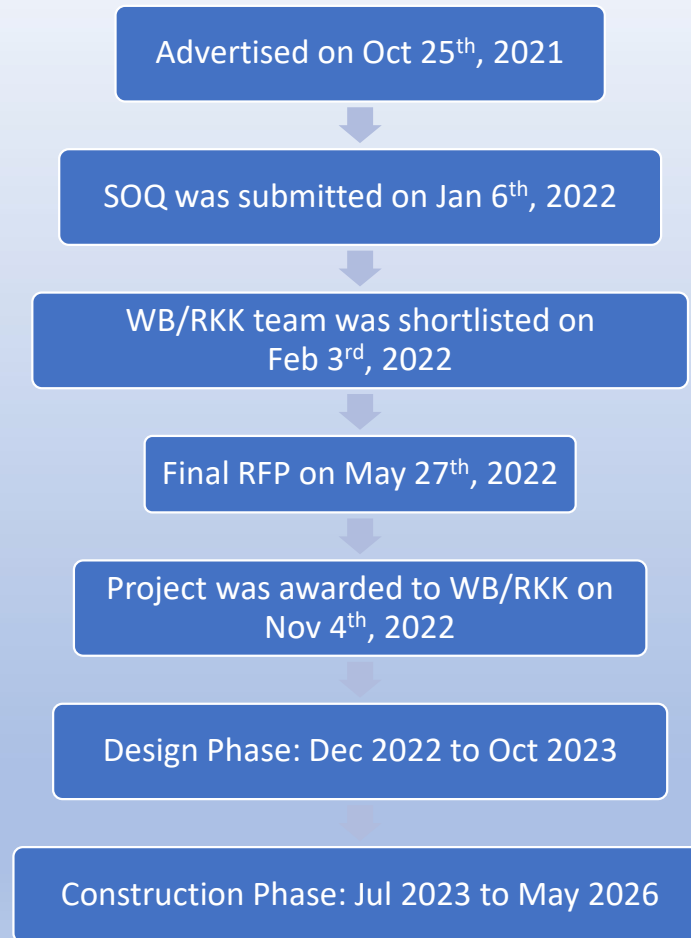 Advertised on Oct 25th, 2021
SOQ was submitted on Jan 6th, 2022
WB/RKK team was shortlisted on
Feb 3rd, 2022
Final RFP on May 27th, 2022
Project was awarded to WB/RKK on
Nov 4th, 2022
Design Phase: Dec 2022 to Oct 2023
Construction Phase: Jul 2023 to May 2026